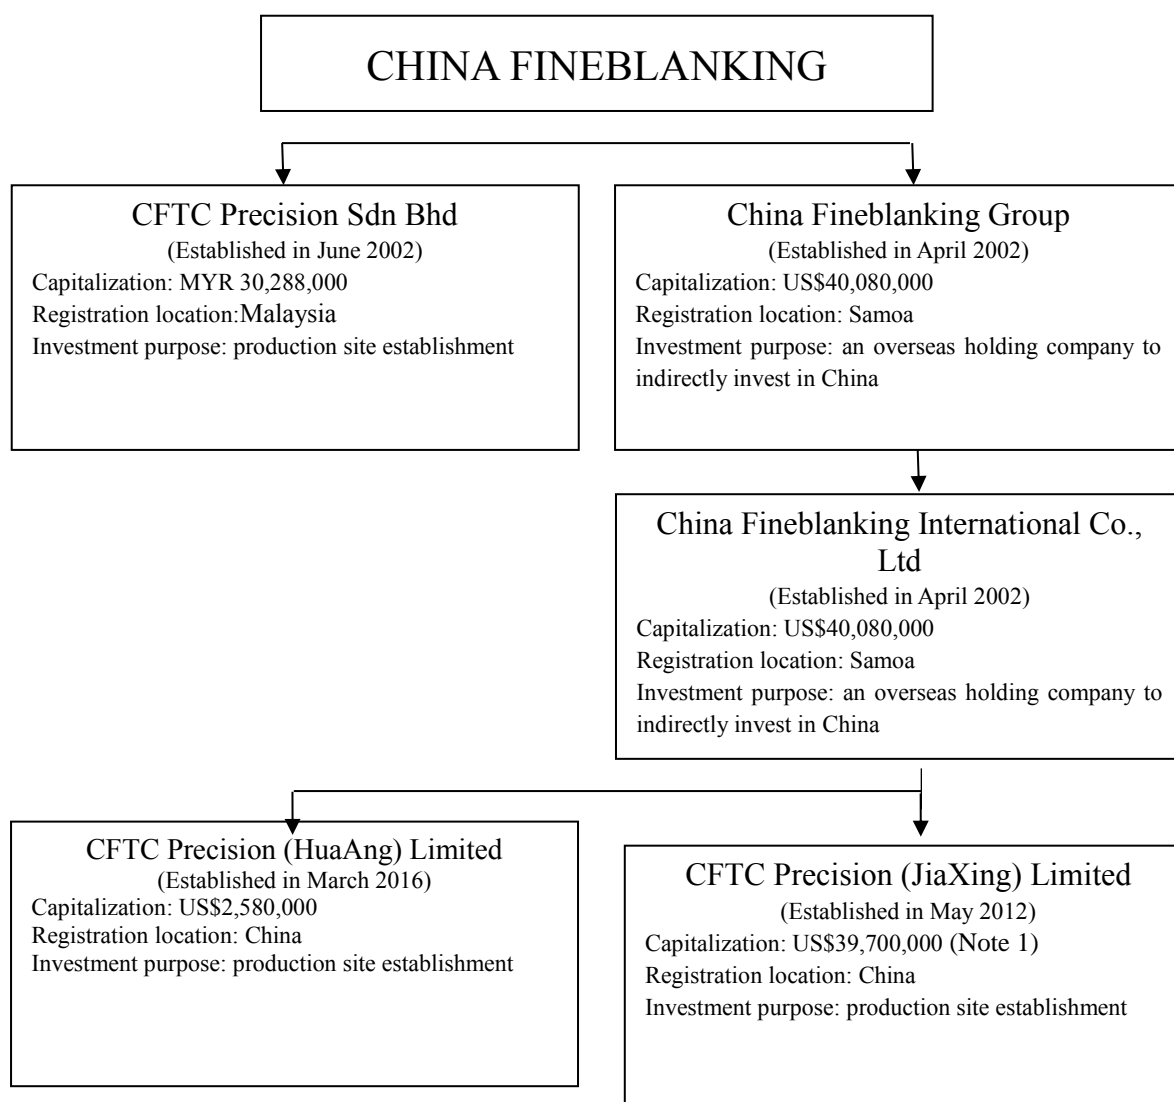 CHINA FINEBLANKING
CFTC Precision Sdn Bhd
(Established in June 2002)
Capitalization: MYR 30,288,000
Registration location:Malaysia
Investment purpose: production site establishment
China Fineblanking Group
(Established in April 2002)
Capitalization: US$40,080,000
Registration location: Samoa
Investment purpose: an overseas holding company to
indirectly invest in China
China Fineblanking International Co.,
Ltd
(Established in April 2002)
Capitalization: US$40,080,000
Registration location: Samoa
Investment purpose: an overseas holding company to
indirectly invest in China
CFTC Precision (HuaAng) Limited
(Established in March 2016)
Capitalization: US$2,580,000
Registration location: China
Investment purpose: production site establishment
CFTC Precision (JiaXing) Limited
(Established in May 2012)
Capitalization: US$39,700,000 (Note 1)
Registration location: China
Investment purpose: production site establishment